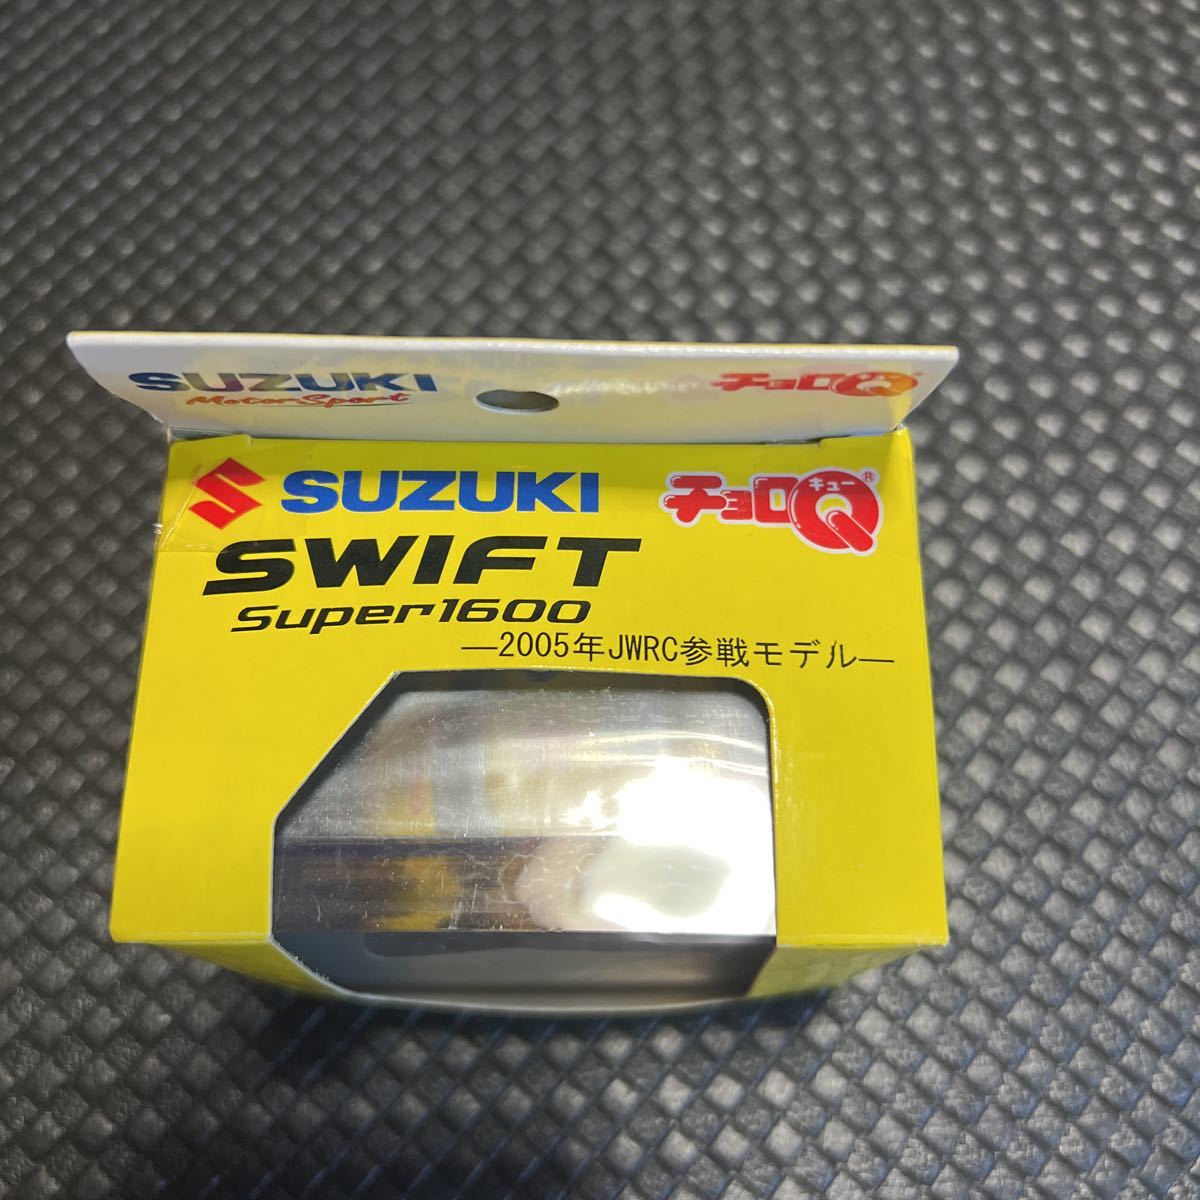 SUZUKI チョロQ
MotorSport
SUZUKI チョロQ キュー ®
SWIFT
Super1600
—2005年JWRC参戦モデル—